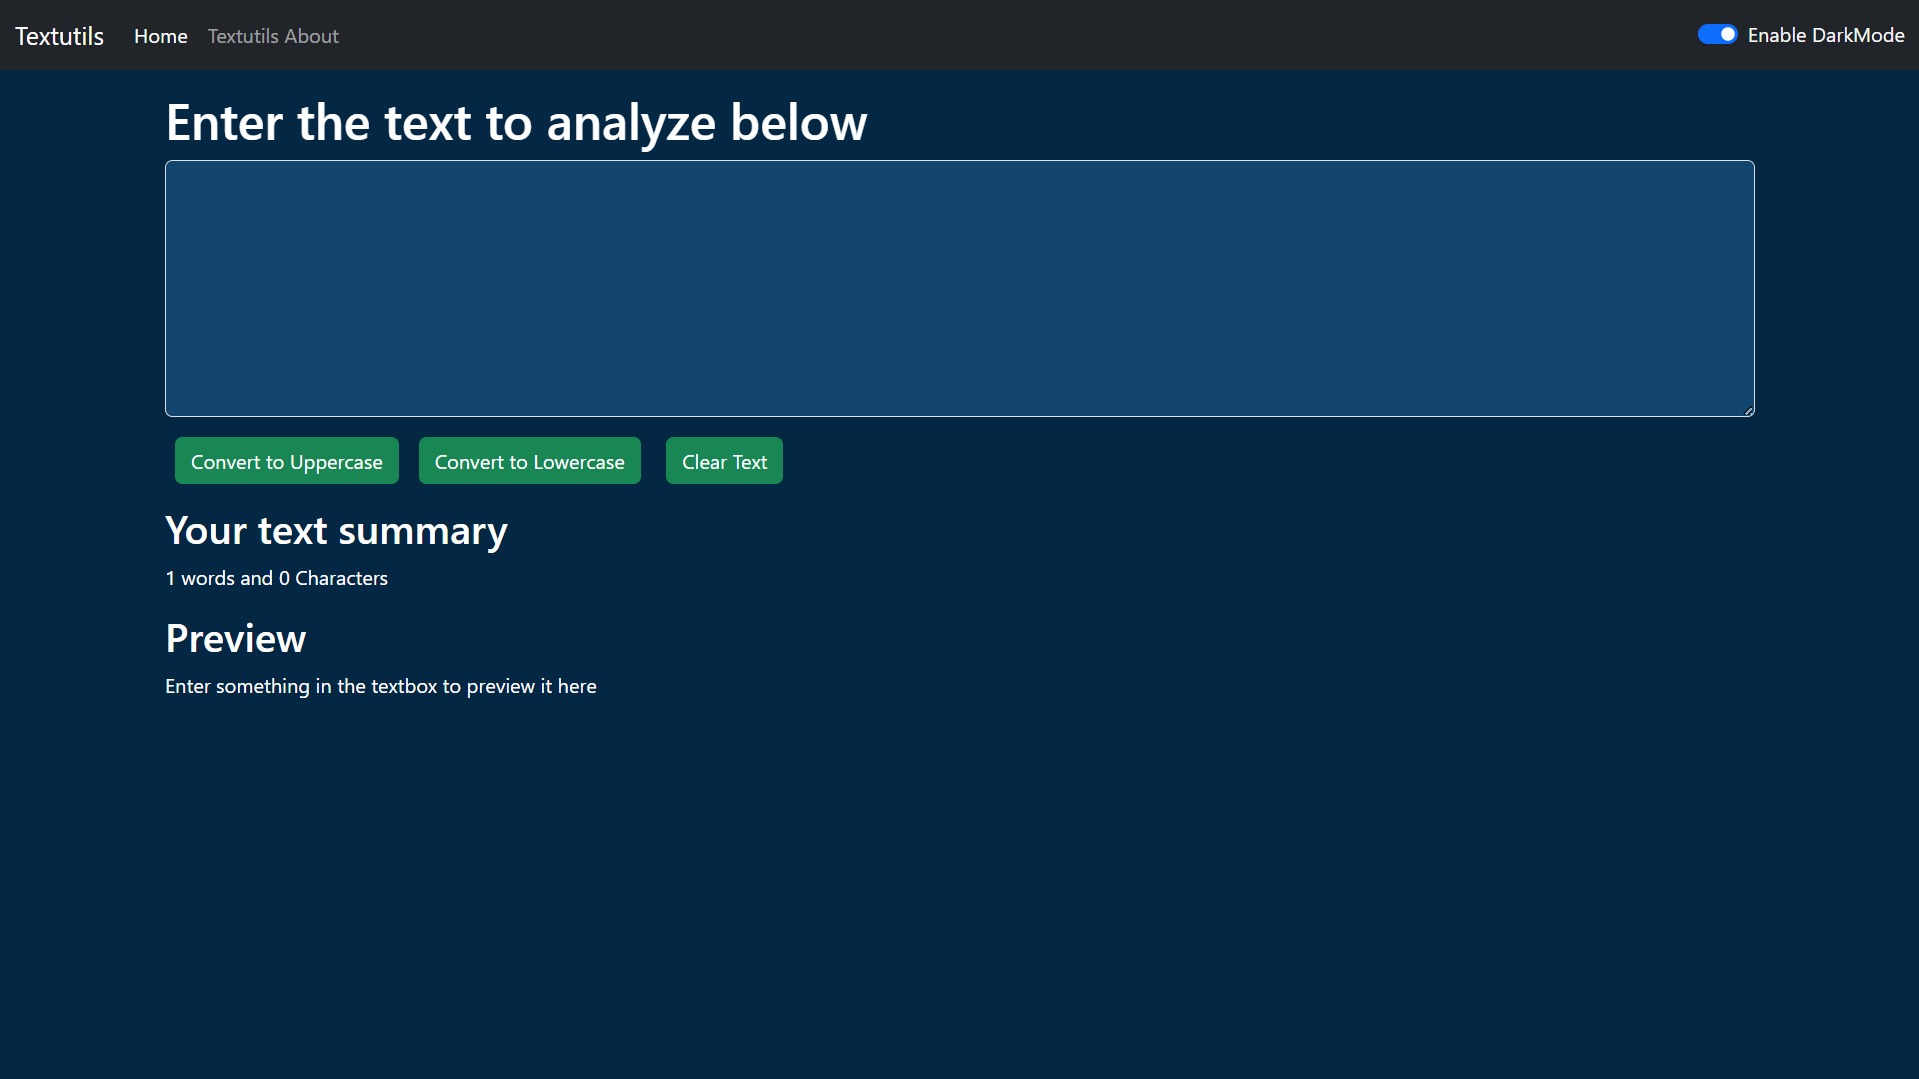 Textutils Home Textutils About Enable DarkMode
Enter the text to analyze below
Convert to Uppercase Convert to Lowercase Clear Text
Your text summary
1 words and 0 Characters
Preview
Enter something in the textbox to preview it here